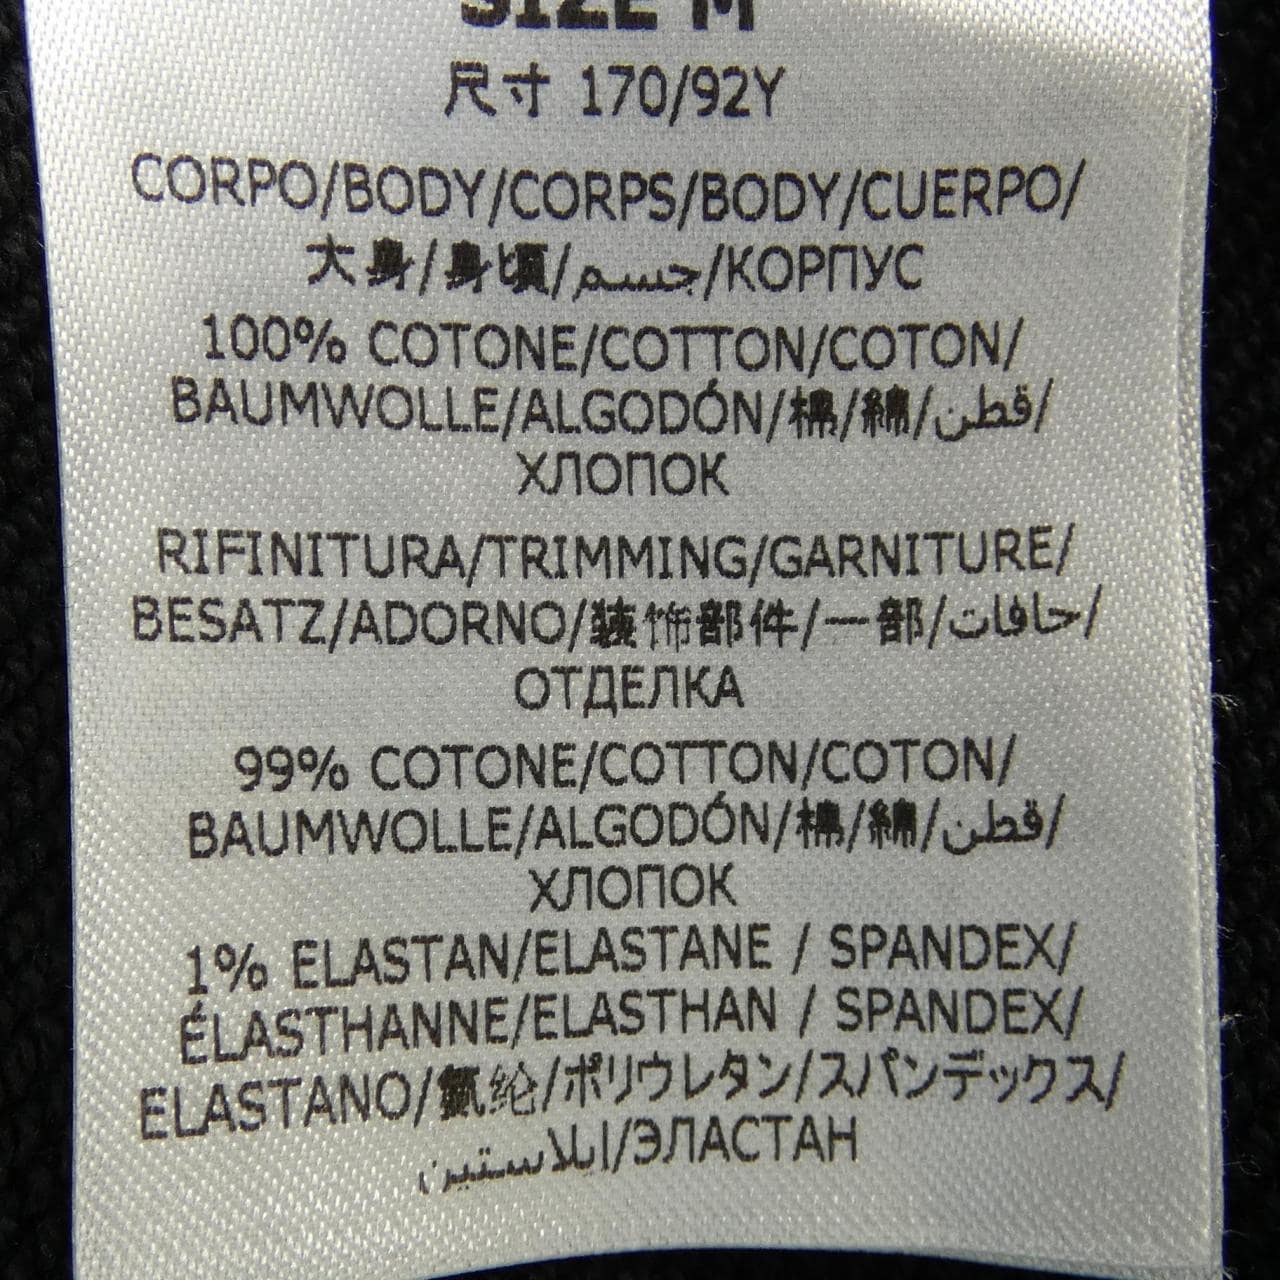 SIZE M
尺寸 170/92Y
CORPO/BODY/CORPS/BODY/CUERPO/
大身/身頃/جسم/КОРПУС
100% COTONE/COTTON/COTON/
BAUMWOLLE/ALGODÓN/棉/綿/قطن/
ХЛОПОК
RIFINITURA/TRIMMING/GARNITURE/
BESATZ/ADORNO/装饰部件/一部/حافات/
ОТДЕЛКА
99% COTONE/COTTON/COTON/
BAUMWOLLE/ALGODÓN/棉/綿/قطن/
ХЛОПОК
1% ELASTAN/ELASTANE / SPANDEX/
ÉLASTHANNE/ELASTHAN / SPANDEX/
ELASTANO/氨纶/ポリウレタン/スパンデックス/
ايلاستين/ЭЛАСТАН